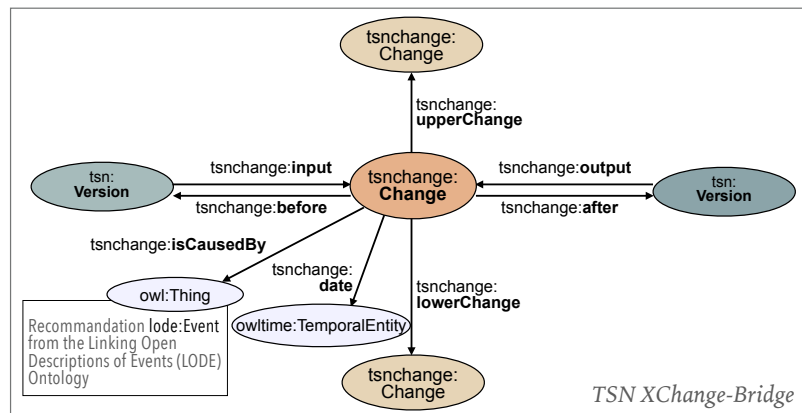 tsnchange:
Change
tsnchange:
upperChange
tsn:
Version
tsnchange:input
tsnchange:before
tsnchange:
Change
tsnchange:output
tsnchange:after
tsn:
Version
tsnchange:isCausedBy
tsnchange:
date
tsnchange:
lowerChange
owl:Thing
owltime:TemporalEntity
Recommandation lode:Event
from the Linking Open
Descriptions of Events (LODE)
Ontology
tsnchange:
Change
TSN XChange-Bridge